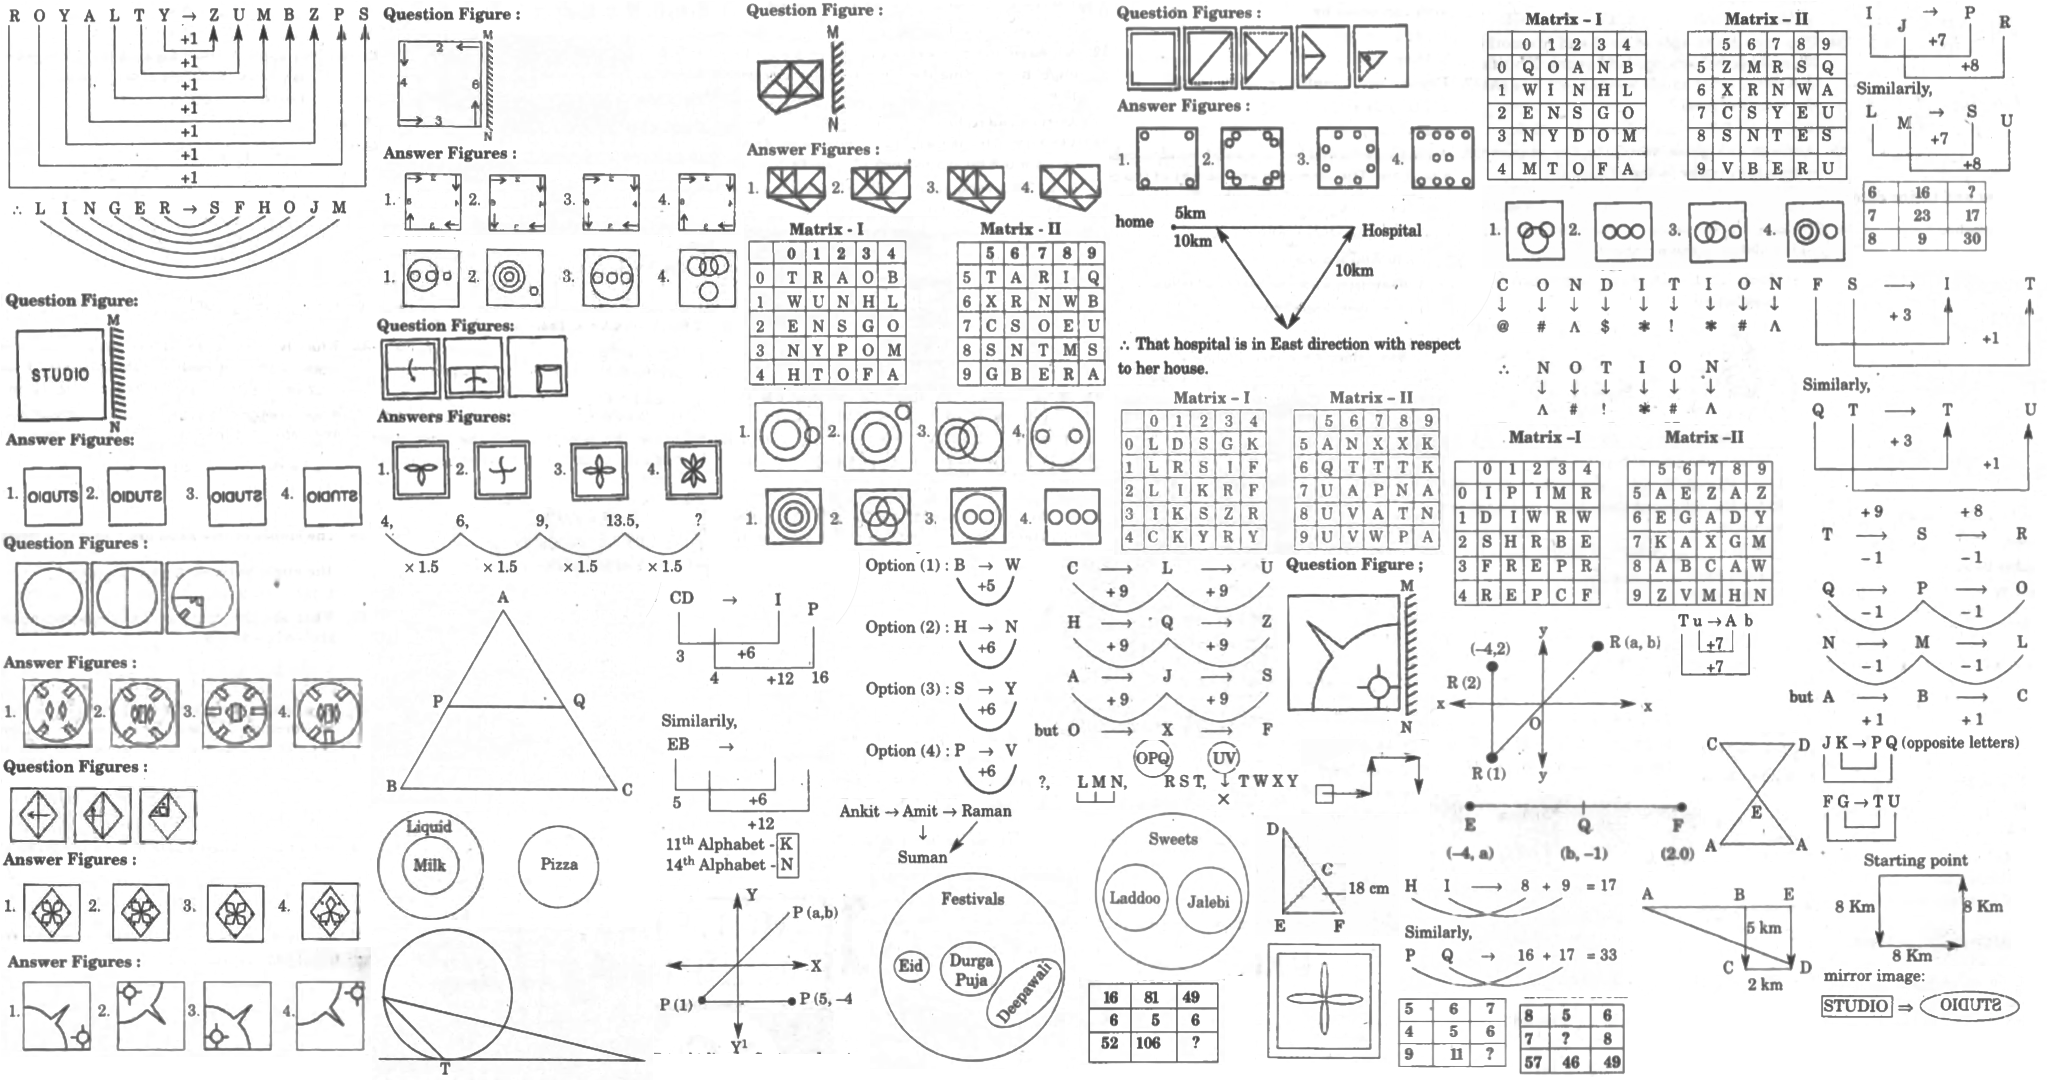 R O Y A L T Y → Z U M B Z P S
+1
+1
+1
+1
+1
+1
+1
∴ L I N G E R → S F H O J M
Question Figure:
M
STUDIO
N
Answer Figures:
1. 2. 3. 4.
Question Figures :
Answer Figures :
1. 2. 3. 4.
Question Figures :
Answer Figures :
1. 2. 3. 4.
Answer Figures :
1. 2. 3. 4.
Question Figure :
M
2
4 6
3
N
Answer Figures :
1. 2. 3. 4.
1. 2. 3. 4.
Question Figures:
Answers Figures:
1. 2. 3. 4.
4, 6, 9, 13.5, ?
× 1.5 × 1.5 × 1.5 × 1.5
A
P Q
B C
Liquid
Milk
Pizza
T
CD → I P
3 +6
4 +12 16
Similarily,
EB →
5 +6
+12
11th Alphabet - K
14th Alphabet - N
Y
P (a,b)
X
P (1) P (5, -4
Y1
Question Figure :
M
N
Answer Figures :
1. 2. 3. 4.
Matrix - I
0 1 2 3 4
0 T R A O B
1 W U N H L
2 E N S G O
3 N Y P O M
4 H T O F A
Matrix - II
5 6 7 8 9
5 T A R I Q
6 X R N W B
7 C S O E U
8 S N T M S
9 G B E R A
1. 2. 3. 4.
1. 2. 3. 4.
Option (1) : B → W
+5
Option (2) : H → N
+6
Option (3) : S → Y
+6
Option (4) : P → V
+6
Ankit → Amit → Raman
↓
Suman
Festivals
Eid
Durga
Puja
Deepawali
C → L → U
+9 +9
H → Q → Z
+9 +9
A → J → S
+9 +9
but O → X → F
OPQ UV
?, L M N, R S T, ↓ T W X Y
×
Sweets
Laddoo
Jalebi
16 81 49
6 5 6
52 106 ?
Question Figures :
Answer Figures :
1. 2. 3. 4.
home 5km Hospital
10km
10km
∴ That hospital is in East direction with respect
to her house.
Matrix - I
0 1 2 3 4
0 L D S G K
1 L R S I F
2 L I K R F
3 I K S Z R
4 C K Y R Y
Matrix - II
5 6 7 8 9
5 A N X X K
6 Q T T T K
7 U A P N A
8 U V A T N
9 U V W P A
Question Figure ;
M
N
D
C
18 cm
E F
Matrix - I
0 1 2 3 4
0 Q O A N B
1 W I N H L
2 E N S G O
3 N Y D O M
4 M T O F A
Matrix - II
5 6 7 8 9
5 Z M R S Q
6 X R N W A
7 C S Y E U
8 S N T E S
9 V B E R U
1. 2. 3. 4.
C O N D I T I O N
↓ ↓ ↓ ↓ ↓ ↓ ↓ ↓ ↓
@ # Λ $ * ! * # Λ
∴ N O T I O N
↓ ↓ ↓ ↓ ↓ ↓
Λ # ! * # Λ
Matrix -I
0 1 2 3 4
0 I P I M R
1 D I W R W
2 S H R B E
3 F R E P R
4 R E P C F
Matrix -II
5 6 7 8 9
5 A E Z A Z
6 E G A D Y
7 K A X G M
8 A B C A W
9 Z V M H N
(-4,2) y R (a, b)
R (2)
x O x
R (1) y
E Q F
(-4, a) (b, -1) (2.0)
H I → 8 + 9 = 17
Similarly,
P Q → 16 + 17 = 33
5 6 7
4 5 6
9 11 ?
8 5 6
7 ? 8
57 46 49
T u → A b
+7
+7
C D
E
A A
A B E
5 km
C D
2 km
I J → P R
+7
+8
Similarily,
L M → S U
+7
+8
6 16 ?
7 23 17
8 9 30
F S → I T
+ 3
+1
Similarly,
Q T → T U
+ 3
+1
+9 +8
T → S → R
−1 −1
Q → P → O
−1 −1
N → M → L
−1 −1
but A → B → C
+1 +1
J K → P Q (opposite letters)
F G → T U
Starting point
8 Km 8 Km
8 Km
mirror image:
STUDIO ⇒